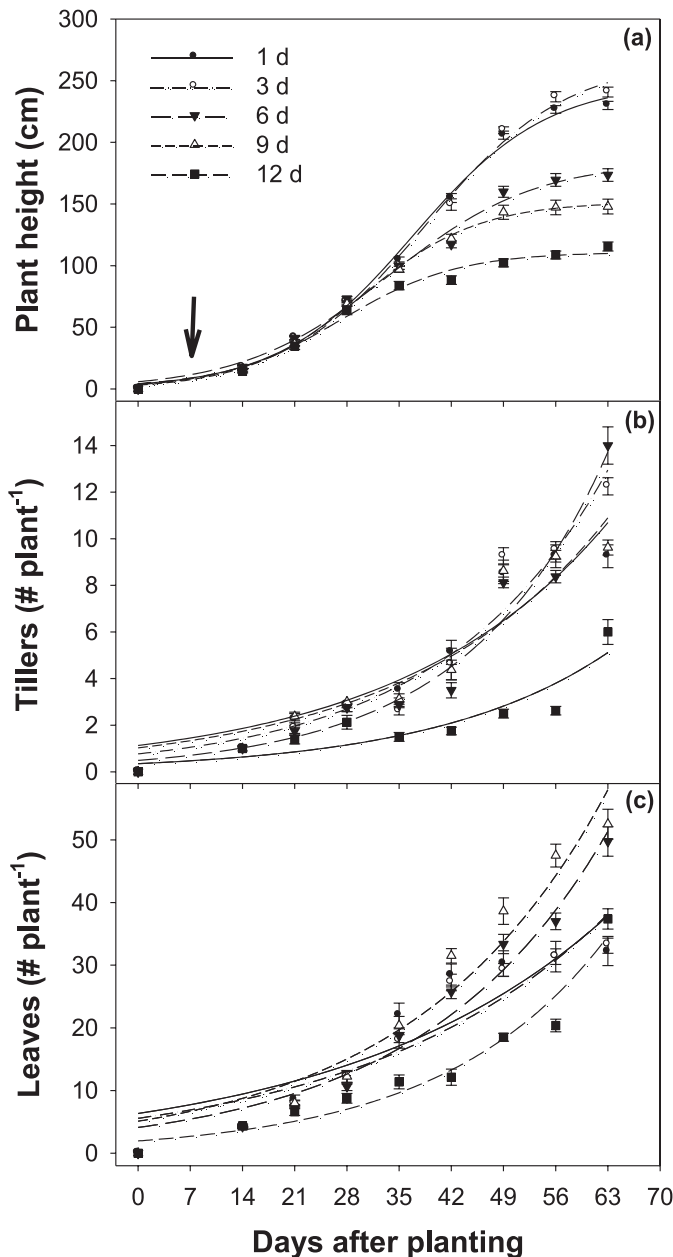 300
250
200
150
100
50
0
Plant height (cm)
(a)
1 d
3 d
6 d
9 d
12 d
14
12
10
8
6
4
2
0
Tillers (# plant⁻¹)
(b)
50
40
30
20
10
0
Leaves (# plant⁻¹)
(c)
0 7 14 21 28 35 42 49 56 63 70
Days after planting